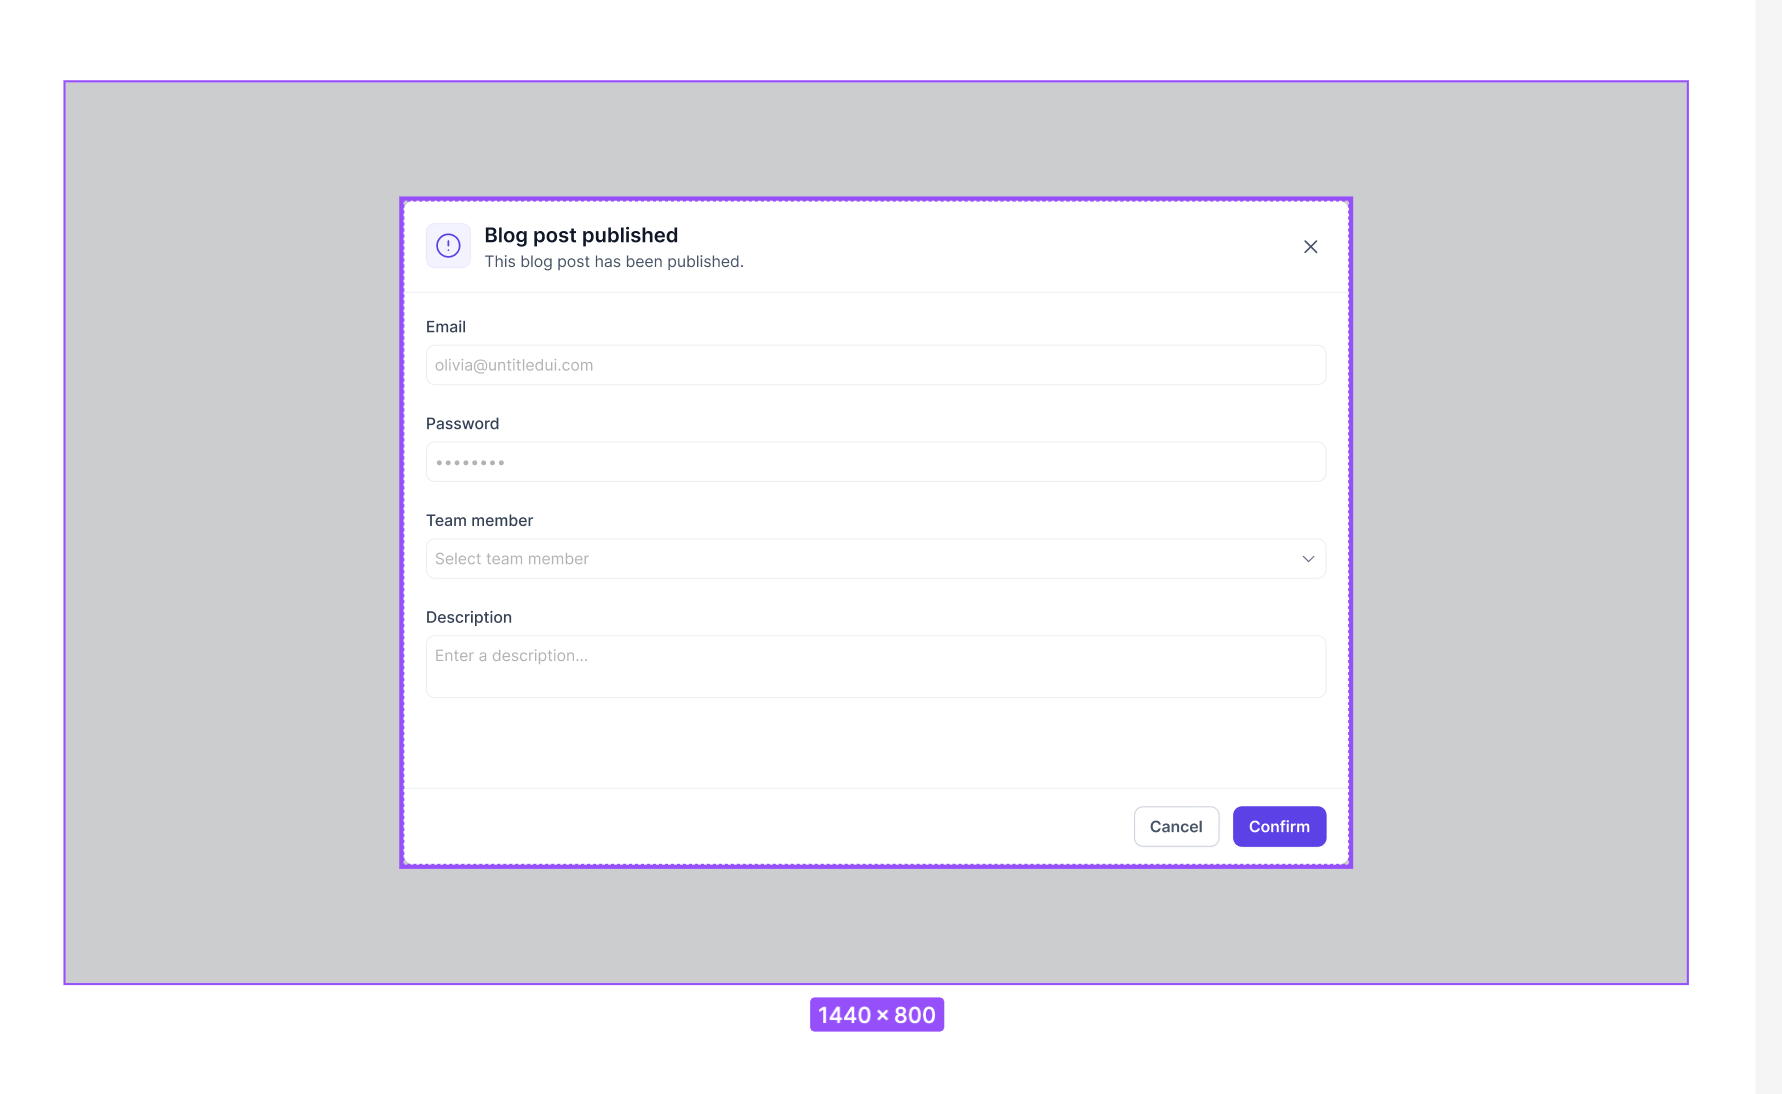 Blog post published
This blog post has been published.
Email
olivia@untitledui.com
Password
••••••••
Team member
Select team member
Description
Enter a description...
Cancel
Confirm
1440 × 800